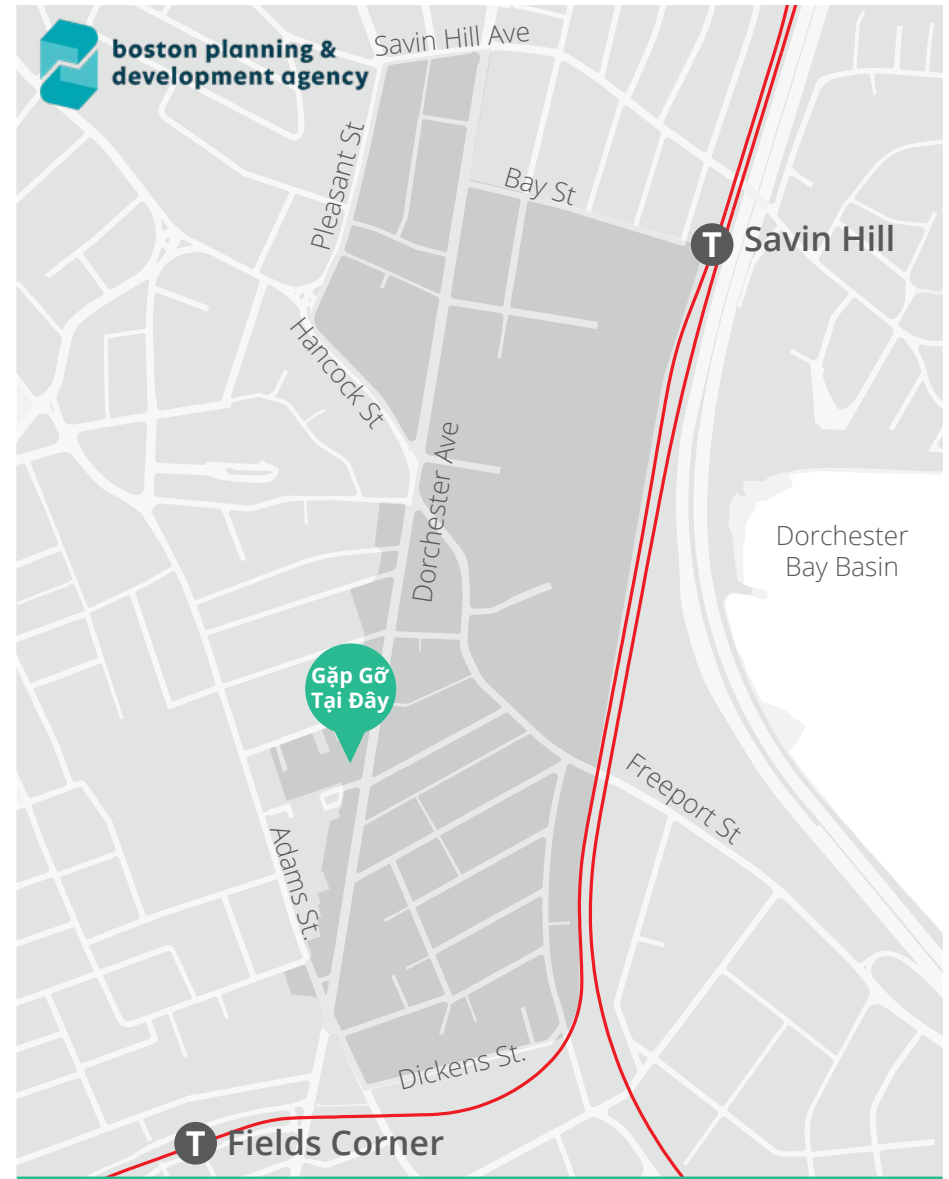 boston planning &
development agency
Savin Hill Ave
Pleasant St
Bay St
T Savin Hill
Hancock St
Dorchester Ave
Dorchester
Bay Basin
Gặp Gỡ
Tại Đây
Freeport St
Adams St.
Dickens St.
T Fields Corner